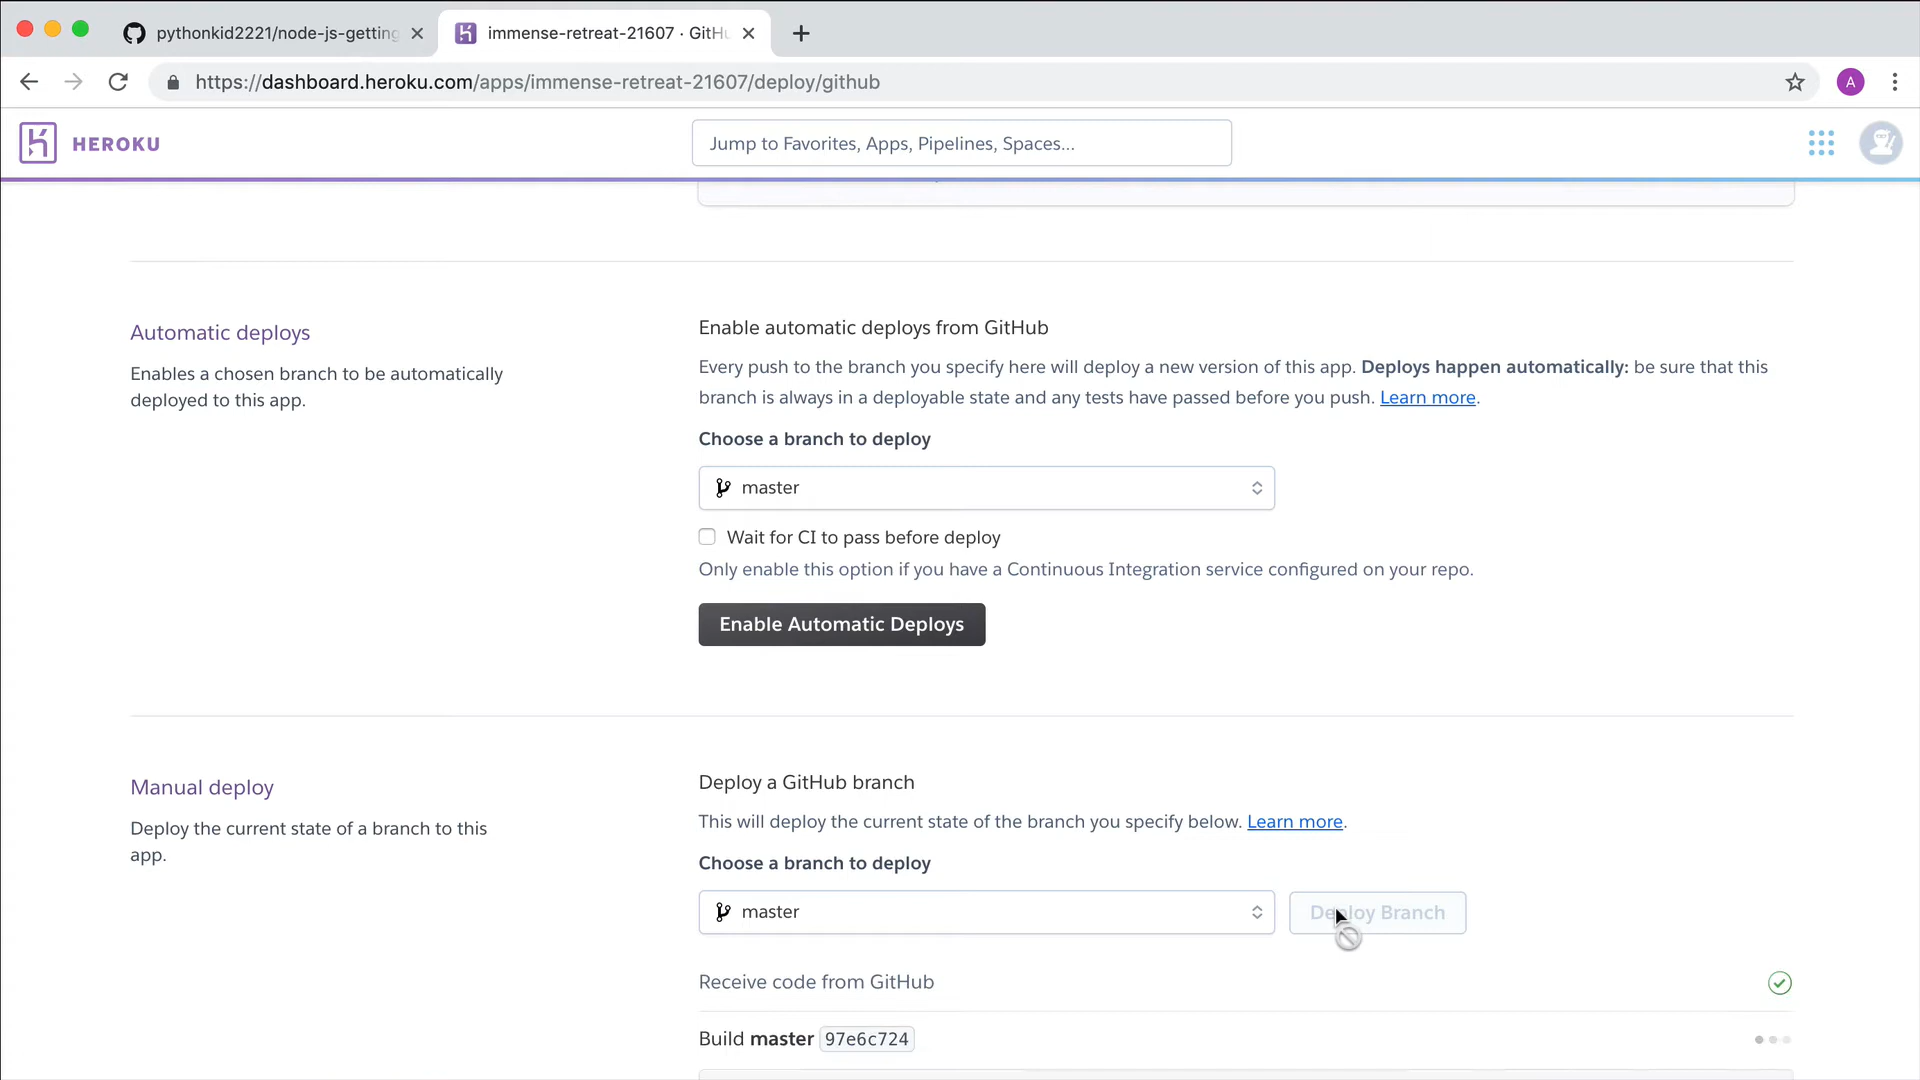 pythonkid2221/node-js-getting
immense-retreat-21607 · GitHu
https://dashboard.heroku.com/apps/immense-retreat-21607/deploy/github
A
HEROKU
Jump to Favorites, Apps, Pipelines, Spaces...
Automatic deploys
Enables a chosen branch to be automatically
deployed to this app.
Enable automatic deploys from GitHub
Every push to the branch you specify here will deploy a new version of this app. Deploys happen automatically: be sure that this
branch is always in a deployable state and any tests have passed before you push. Learn more.
Choose a branch to deploy
master
Wait for CI to pass before deploy
Only enable this option if you have a Continuous Integration service configured on your repo.
Enable Automatic Deploys
Manual deploy
Deploy the current state of a branch to this
app.
Deploy a GitHub branch
This will deploy the current state of the branch you specify below. Learn more.
Choose a branch to deploy
master
Deploy Branch
Receive code from GitHub
Build master 97e6c724